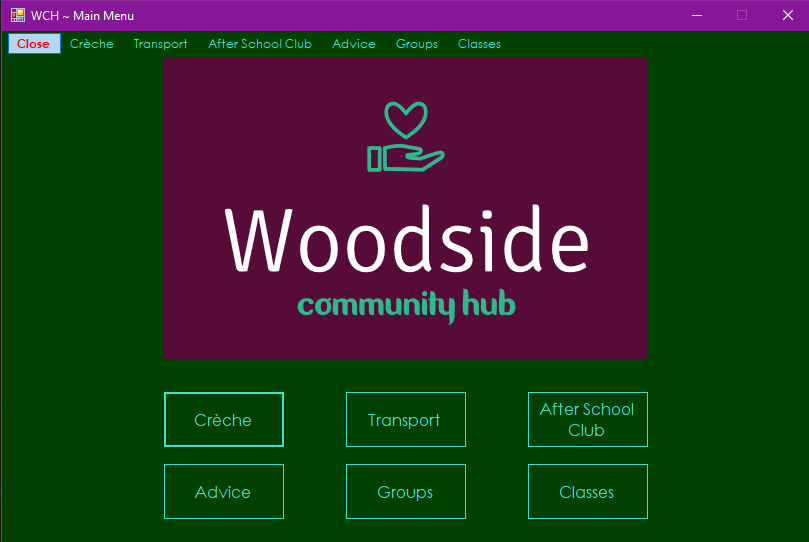 WCH ~ Main Menu
Close Crèche Transport After School Club Advice Groups Classes
Woodside
community hub
Crèche Transport After School
Club
Advice Groups Classes